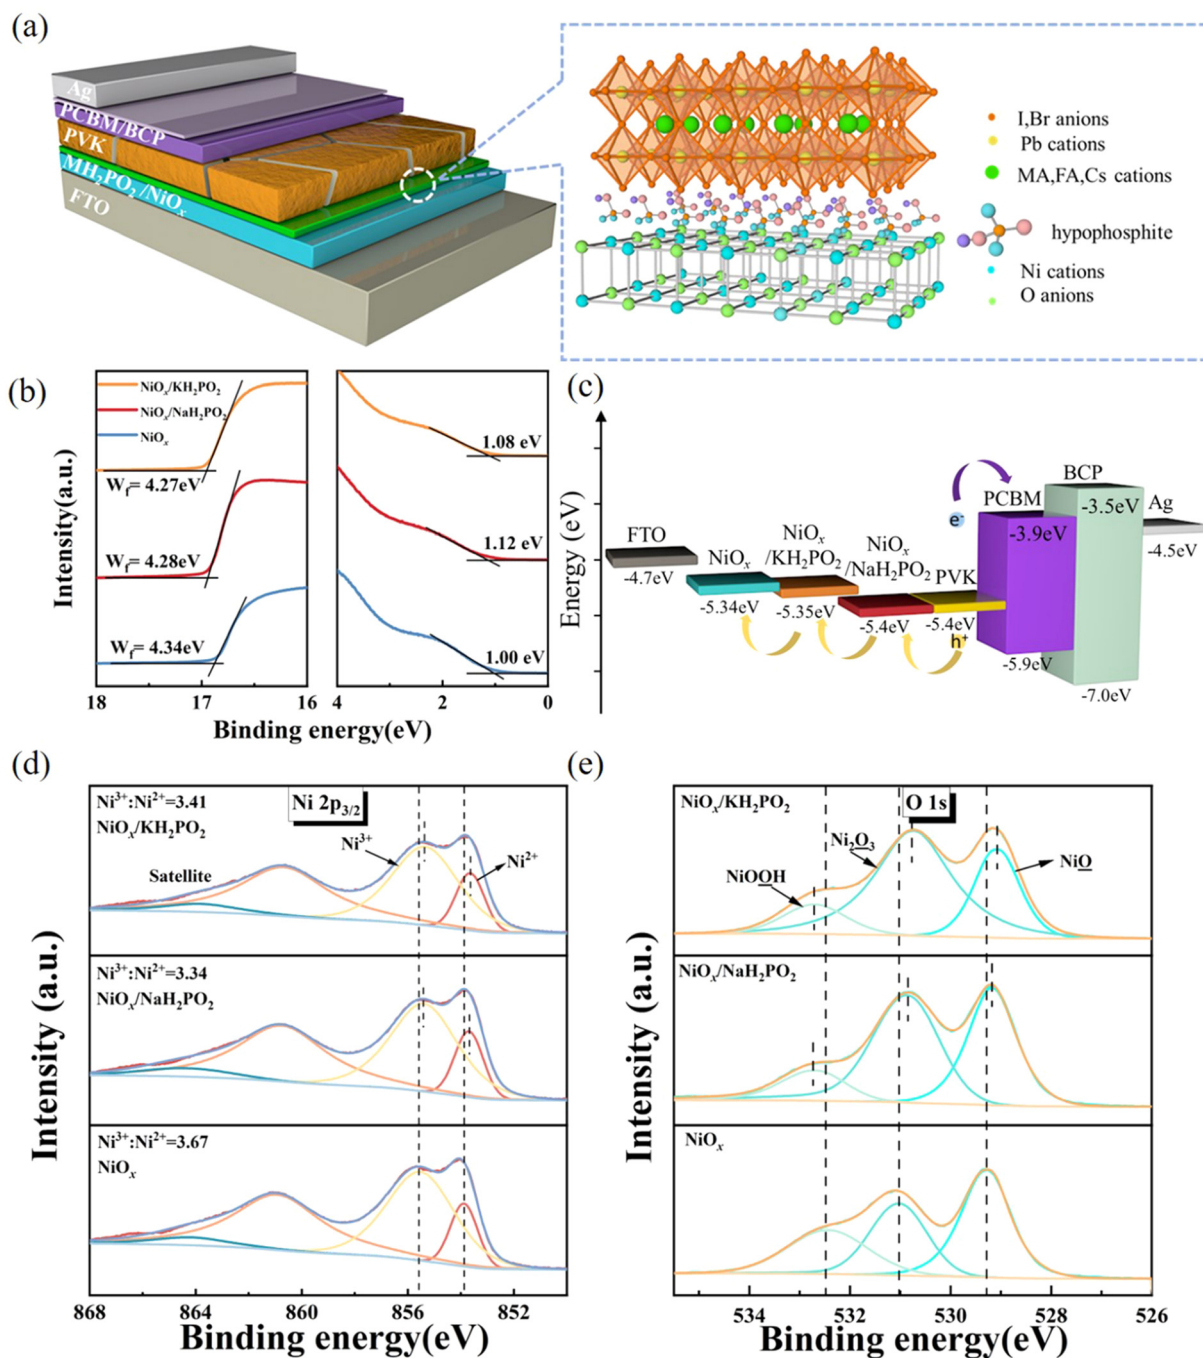 (a)
Ag
PCBM/BCP
PVK
MH₂PO₂ /NiOₓ
FTO
I,Br anions
Pb cations
MA,FA,Cs cations
hypophosphite
Ni cations
O anions
(b)
NiOₓ/KH₂PO₂
NiOₓ/NaH₂PO₂
NiOₓ
W_f= 4.27eV
W_f= 4.28eV
W_f= 4.34eV
1.08 eV
1.12 eV
1.00 eV
Intensity(a.u.)
18 17 16 4 2 0
Binding energy(eV)
(c)
Energy (eV)
FTO
-4.7eV
NiOₓ
-5.34eV
NiOₓ
/KH₂PO₂
-5.35eV
NiOₓ
/NaH₂PO₂
-5.4eV
PVK
-5.4eV
h⁺
e⁻
PCBM
-3.9eV
-5.9eV
BCP
-3.5eV
-7.0eV
Ag
-4.5eV
(d)
Ni³⁺:Ni²⁺=3.41
NiOₓ/KH₂PO₂
Ni 2p₃/₂
Ni³⁺
Ni²⁺
Satellite
Ni³⁺:Ni²⁺=3.34
NiOₓ/NaH₂PO₂
Ni³⁺:Ni²⁺=3.67
NiOₓ
Intensity (a.u.)
868 864 860 856 852
Binding energy(eV)
(e)
NiOₓ/KH₂PO₂
O 1s
Ni₂O₃
NiOOH
NiO
NiOₓ/NaH₂PO₂
NiOₓ
Intensity (a.u.)
534 532 530 528 526
Binding energy(eV)